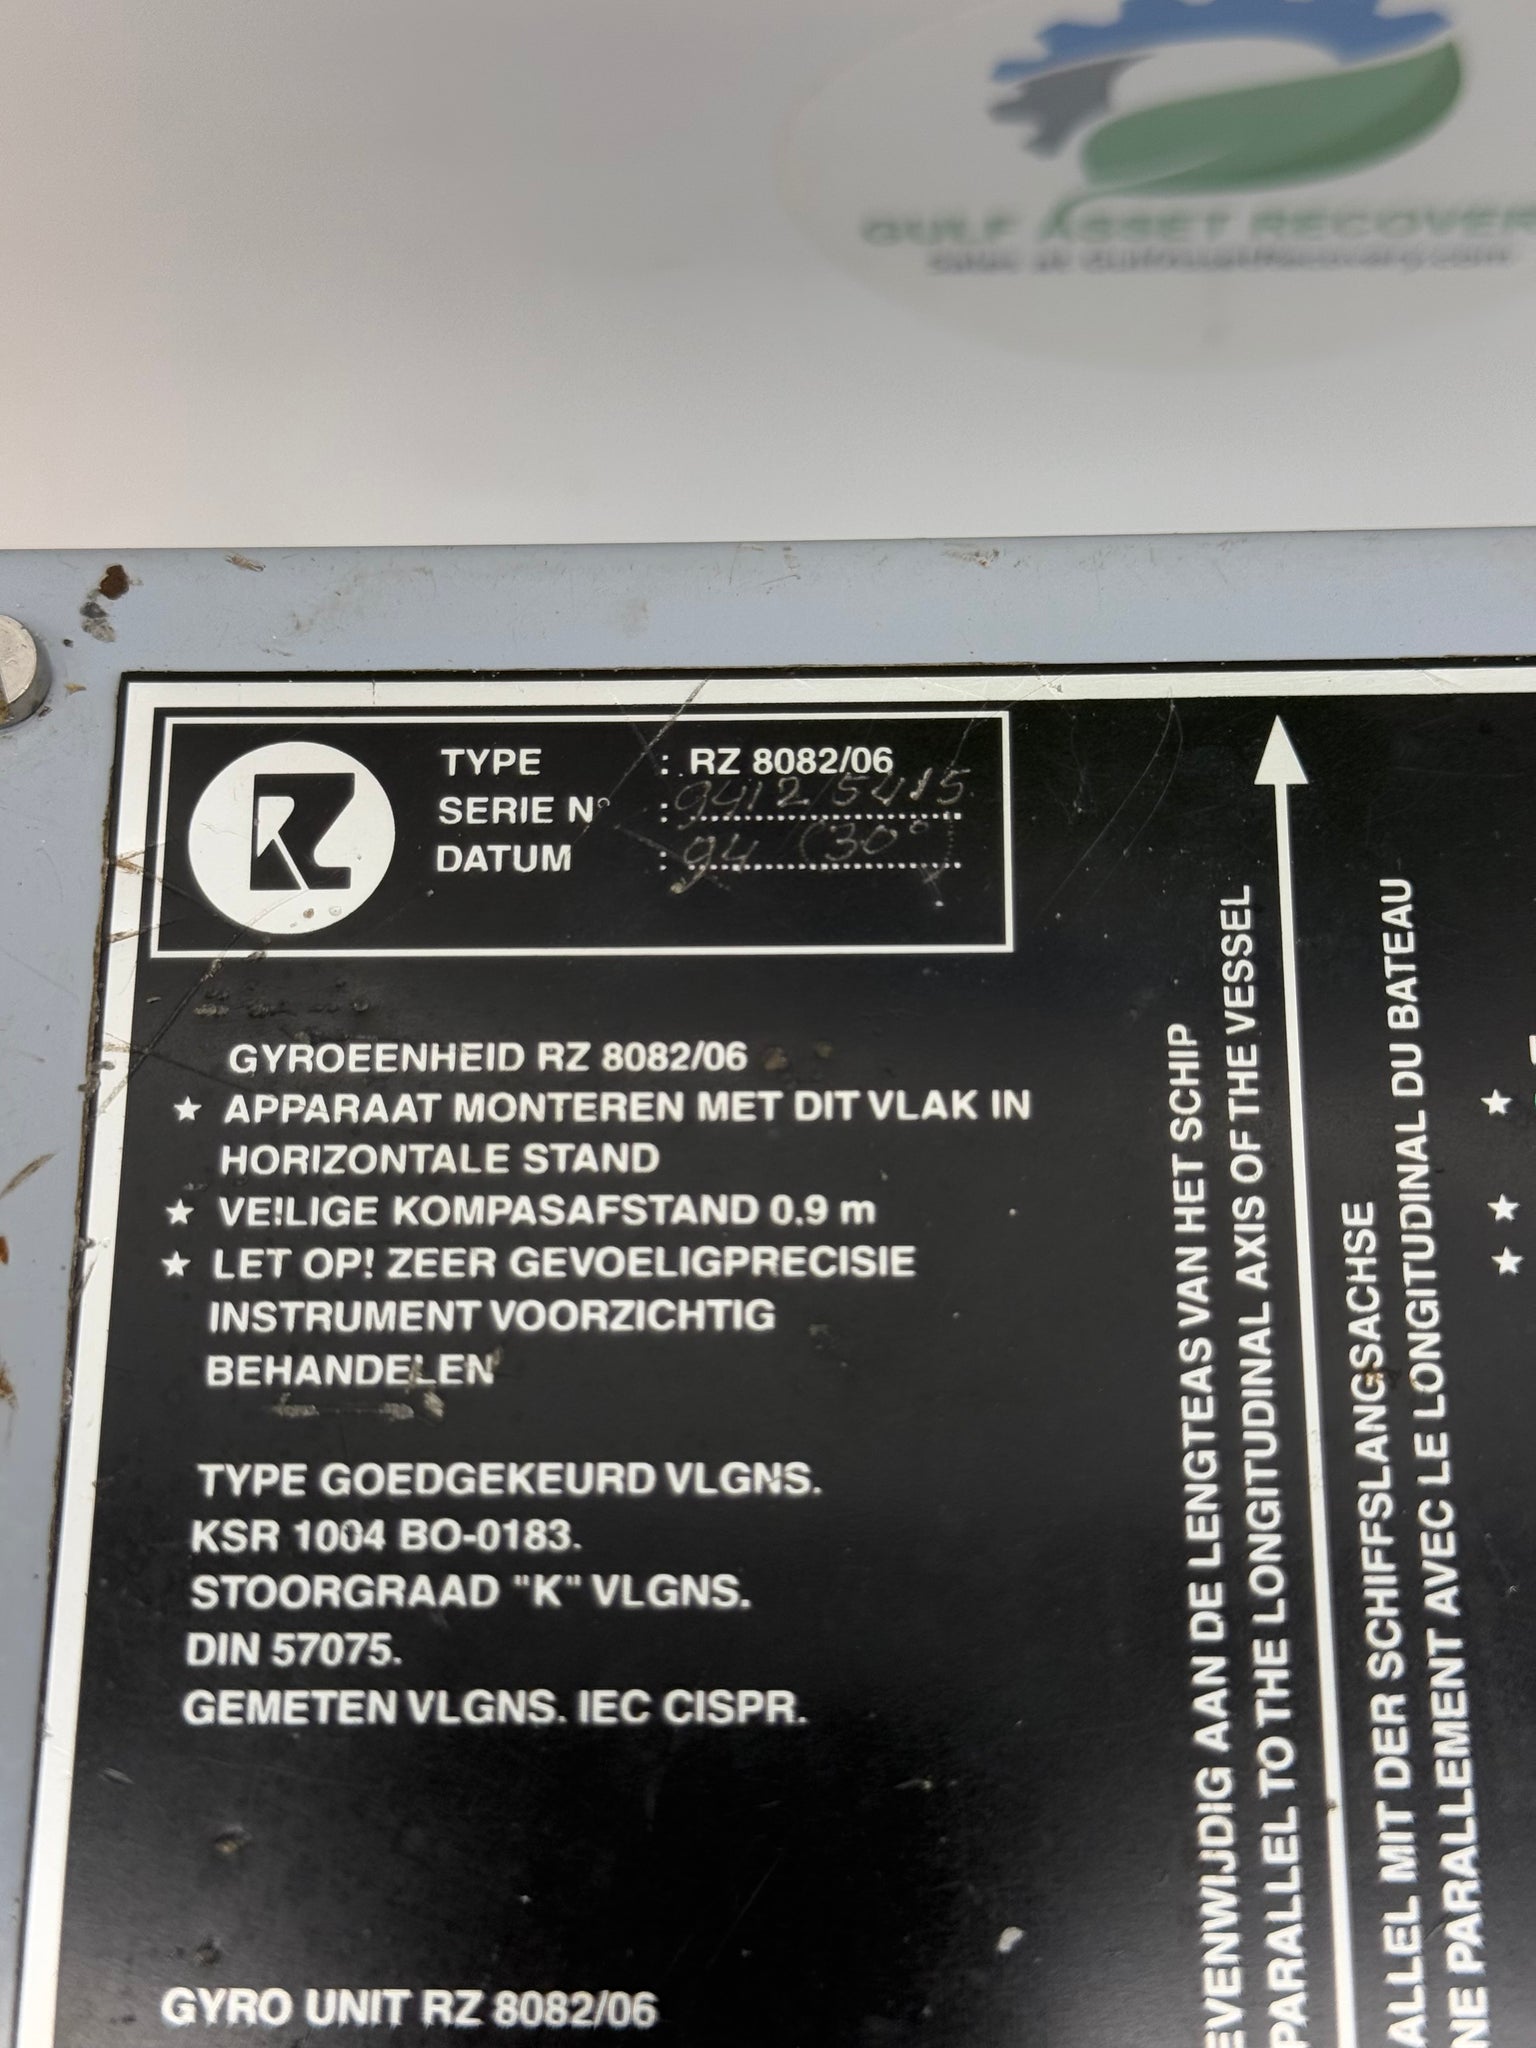 GULF ASSET RECOVER
RZ
TYPE : RZ 8082/06
SERIE N° : 9412/5415
DATUM : 94 (30°)
GYROEENHEID RZ 8082/06
★ APPARAAT MONTEREN MET DIT VLAK IN
HORIZONTALE STAND
★ VEILIGE KOMPASAFSTAND 0.9 m
★ LET OP! ZEER GEVOELIGPRECISIE
INSTRUMENT VOORZICHTIG
BEHANDELEN
TYPE GOEDGEKEURD VLGNS.
KSR 1004 BO-0183.
STOORGRAAD "K" VLGNS.
DIN 57075.
GEMETEN VLGNS. IEC CISPR.
GYRO UNIT RZ 8082/06
EVENWIJDIG AAN DE LENGTEAS VAN HET SCHIP
PARALLEL TO THE LONGITUDINAL AXIS OF THE VESSEL
ALLEL MIT DER SCHIFFSLANGSACHSE
NE PARALLEMENT AVEC LE LONGITUDINAL DU BATEAU
★
★
★